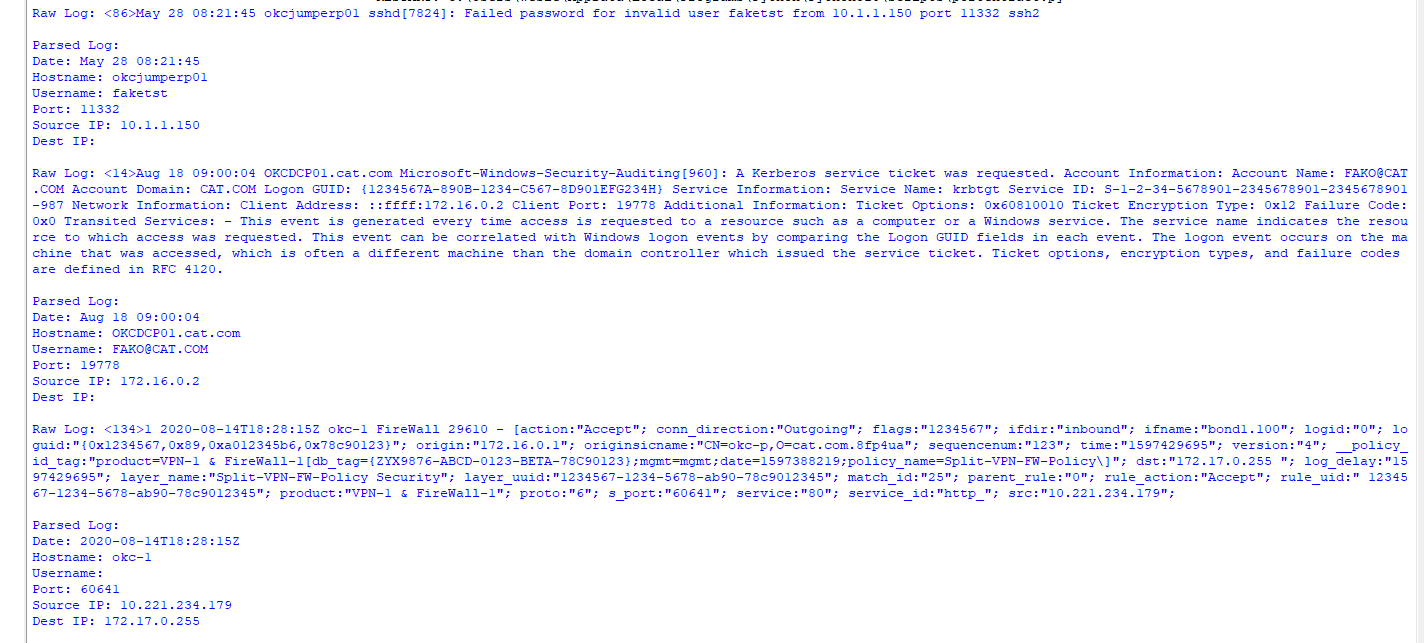 Raw Log: <86>May 28 08:21:45 okcjumperp01 sshd[7824]: Failed password for invalid user faketst from 10.1.1.150 port 11332 ssh2
Parsed Log:
Date: May 28 08:21:45
Hostname: okcjumperp01
Username: faketst
Port: 11332
Source IP: 10.1.1.150
Dest IP:
Raw Log: <14>Aug 18 09:00:04 OKCDCP01.cat.com Microsoft-Windows-Security-Auditing[960]: A Kerberos service ticket was requested. Account Information: Account Name: FAKO@CAT
.COM Account Domain: CAT.COM Logon GUID: {1234567A-890B-1234-C567-8D901EFG234H} Service Information: Service Name: krbtgt Service ID: S-1-2-34-5678901-2345678901-2345678901
-987 Network Information: Client Address: ::ffff:172.16.0.2 Client Port: 19778 Additional Information: Ticket Options: 0x60810010 Ticket Encryption Type: 0x12 Failure Code:
0x0 Transited Services: - This event is generated every time access is requested to a resource such as a computer or a Windows service. The service name indicates the resou
rce to which access was requested. This event can be correlated with Windows logon events by comparing the Logon GUID fields in each event. The logon event occurs on the ma
chine that was accessed, which is often a different machine than the domain controller which issued the service ticket. Ticket options, encryption types, and failure codes
are defined in RFC 4120.
Parsed Log:
Date: Aug 18 09:00:04
Hostname: OKCDCP01.cat.com
Username: FAKO@CAT.COM
Port: 19778
Source IP: 172.16.0.2
Dest IP:
Raw Log: <134>1 2020-08-14T18:28:15Z okc-1 FireWall 29610 - [action:"Accept"; conn_direction:"Outgoing"; flags:"1234567"; ifdir:"inbound"; ifname:"bond1.100"; logid:"0"; lo
guid:"{0x1234567,0x89,0xa012345b6,0x78c90123}"; origin:"172.16.0.1"; originsicname:"CN=okc-p,O=cat.com.8fp4ua"; sequencenum:"123"; time:"1597429695"; version:"4"; __policy_
id_tag:"product=VPN-1 & FireWall-1[db_tag={ZYX9876-ABCD-0123-BETA-78C90123};mgmt=mgmt;date=1597388219;policy_name=Split-VPN-FW-Policy\]"; dst:"172.17.0.255 "; log_delay:"15
97429695"; layer_name:"Split-VPN-FW-Policy Security"; layer_uuid:"1234567-1234-5678-ab90-78c9012345"; match_id:"25"; parent_rule:"0"; rule_action:"Accept"; rule_uid:" 12345
67-1234-5678-ab90-78c9012345"; product:"VPN-1 & FireWall-1"; proto:"6"; s_port:"60641"; service:"80"; service_id:"http_"; src:"10.221.234.179";
Parsed Log:
Date: 2020-08-14T18:28:15Z
Hostname: okc-1
Username:
Port: 60641
Source IP: 10.221.234.179
Dest IP: 172.17.0.255